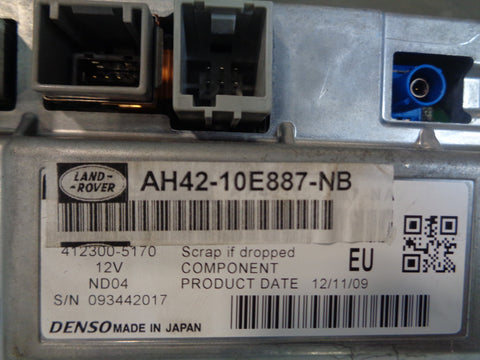 LAND-
-ROVER
AH42-10E887-NB
412300-5170 Scrap if dropped
12V COMPONENT EU
ND04 PRODUCT DATE 12/11/09
S/N 093442017
DENSO MADE IN JAPAN